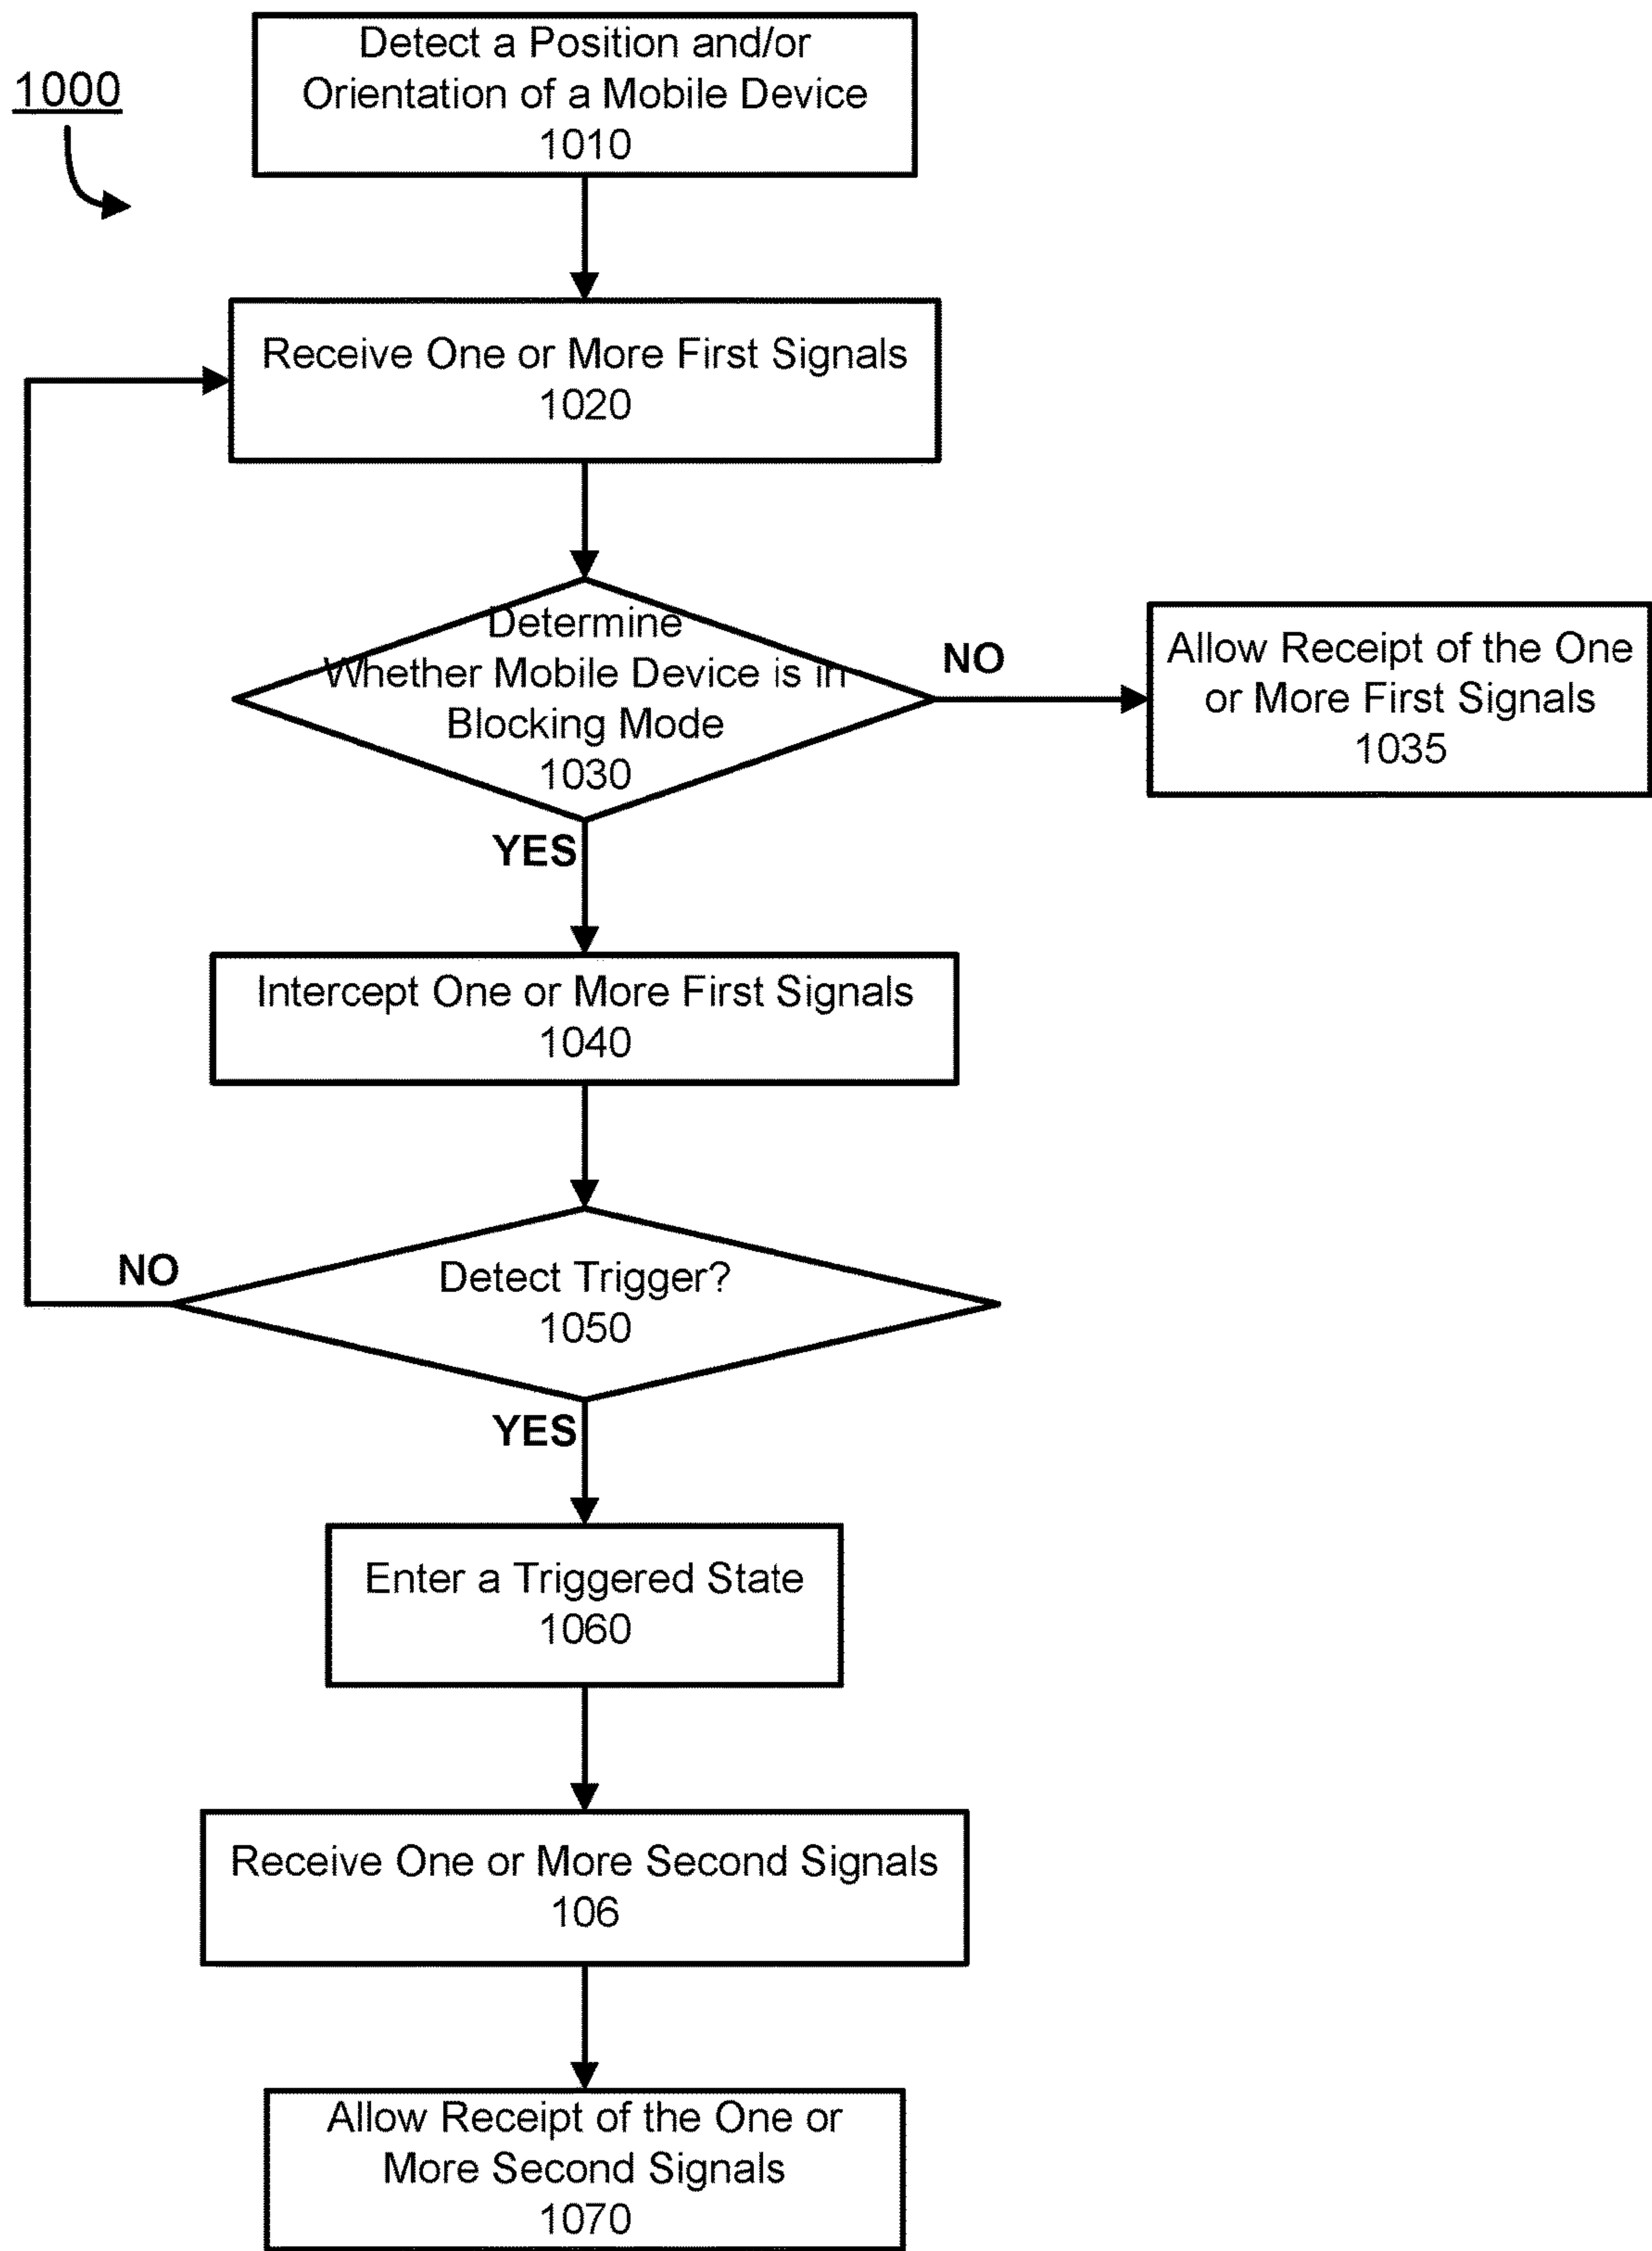 Detect a Position and/or
Orientation of a Mobile Device
1010
1000
Receive One or More First Signals
1020
Determine
Whether Mobile Device is in
Blocking Mode
1030
NO
Allow Receipt of the One
or More First Signals
1035
YES
Intercept One or More First Signals
1040
NO
Detect Trigger?
1050
YES
Enter a Triggered State
1060
Receive One or More Second Signals
106
Allow Receipt of the One or
More Second Signals
1070